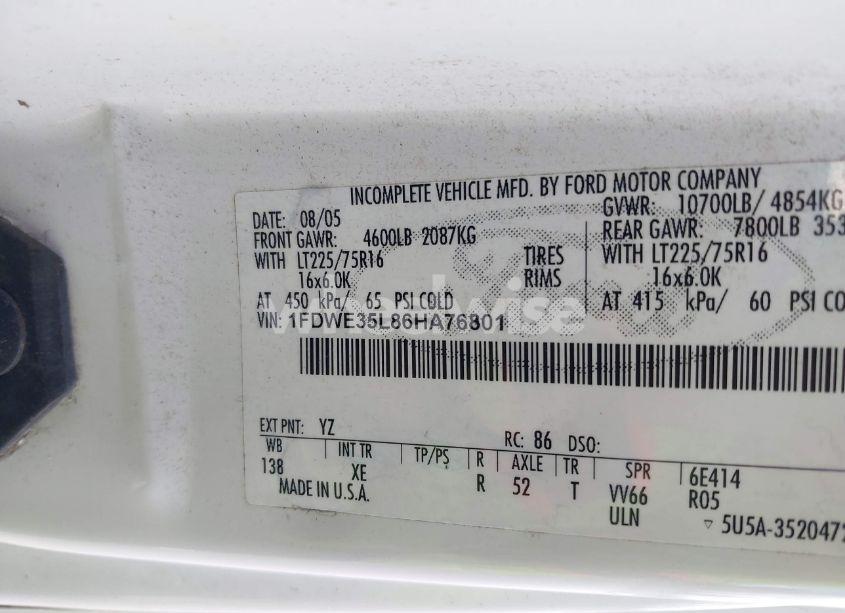 INCOMPLETE VEHICLE MFD. BY FORD MOTOR COMPANY
DATE: 08/05 GVWR: 10700LB/ 4854KG
FRONT GAWR: 4600LB 2087KG REAR GAWR: 7800LB 353
WITH LT225/75R16 TIRES WITH LT225/75R16
16x6.0K RIMS 16x6.0K
AT 450 kPa/ 65 PSI COLD AT 415 kPa/ 60 PSI CO
VIN: 1FDWE35L86HA76801
EXT PNT: YZ RC: 86 DSO:
WB INT TR TP/PS R AXLE TR SPR 6E414
138 XE R 52 T VV66 R05
MADE IN U.S.A. ULN 5U5A-3520472